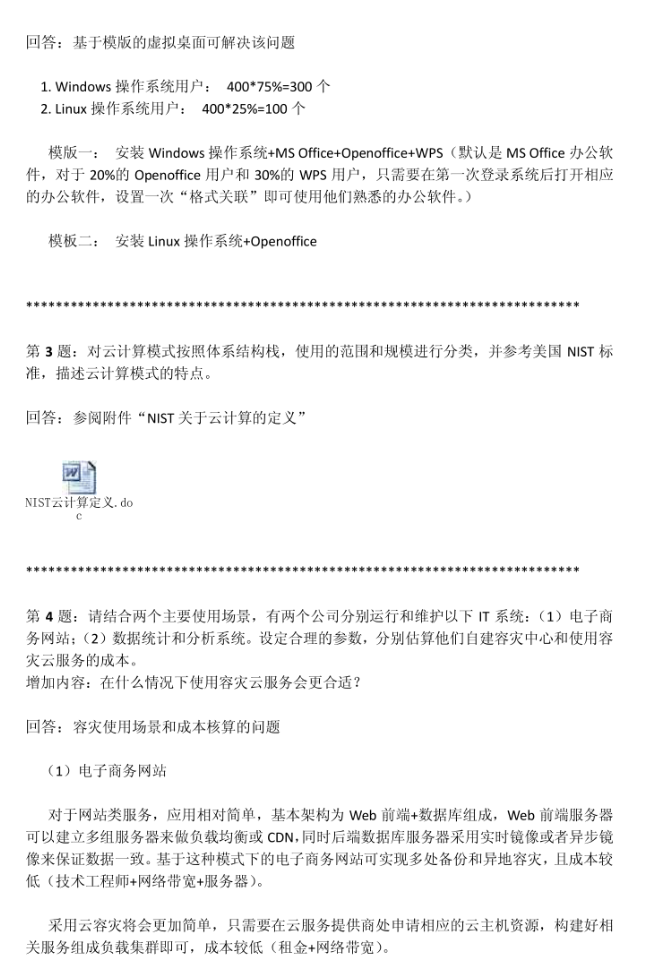 回答：基于模版的虚拟桌面可解决该问题
1. Windows 操作系统用户： 400*75%=300 个
2. Linux 操作系统用户： 400*25%=100 个
模版一： 安装 Windows 操作系统+MS Office+Openoffice+WPS（默认是 MS Office 办公软
件，对于 20%的 Openoffice 用户和 30%的 WPS 用户，只需要在第一次登录系统后打开相应
的办公软件，设置一次“格式关联”即可使用他们熟悉的办公软件。）
模板二： 安装 Linux 操作系统+Openoffice
******************************************************************************
第 3 题：对云计算模式按照体系结构栈，使用的范围和规模进行分类，并参考美国 NIST 标
准，描述云计算模式的特点。
回答：参阅附件“NIST 关于云计算的定义”
NIST云计算定义.do
c
******************************************************************************
第 4 题：请结合两个主要使用场景，有两个公司分别运行和维护以下 IT 系统：（1）电子商
务网站；（2）数据统计和分析系统。设定合理的参数，分别估算他们自建容灾中心和使用容
灾云服务的成本。
增加内容：在什么情况下使用容灾云服务会更合适？
回答：容灾使用场景和成本核算的问题
（1）电子商务网站
对于网站类服务，应用相对简单，基本架构为 Web 前端+数据库组成，Web 前端服务器
可以建立多组服务器来做负载均衡或 CDN，同时后端数据库服务器采用实时镜像或者异步镜
像来保证数据一致。基于这种模式下的电子商务网站可实现多处备份和异地容灾，且成本较
低（技术工程师+网络带宽+服务器）。
采用云容灾将会更加简单，只需要在云服务提供商处申请相应的云主机资源，构建好相
关服务组成负载集群即可，成本较低（租金+网络带宽）。